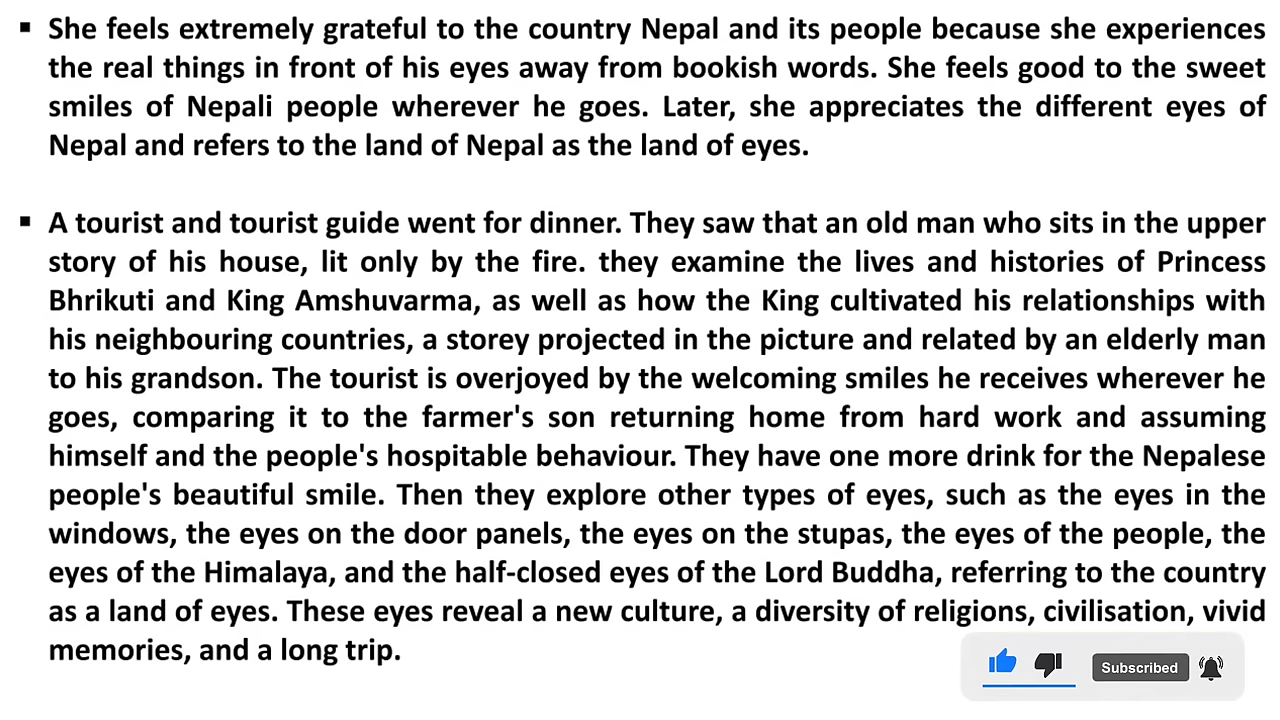 ▪ She feels extremely grateful to the country Nepal and its people because she experiences
the real things in front of his eyes away from bookish words. She feels good to the sweet
smiles of Nepali people wherever he goes. Later, she appreciates the different eyes of
Nepal and refers to the land of Nepal as the land of eyes.
▪ A tourist and tourist guide went for dinner. They saw that an old man who sits in the upper
story of his house, lit only by the fire. they examine the lives and histories of Princess
Bhrikuti and King Amshuvarma, as well as how the King cultivated his relationships with
his neighbouring countries, a storey projected in the picture and related by an elderly man
to his grandson. The tourist is overjoyed by the welcoming smiles he receives wherever he
goes, comparing it to the farmer's son returning home from hard work and assuming
himself and the people's hospitable behaviour. They have one more drink for the Nepalese
people's beautiful smile. Then they explore other types of eyes, such as the eyes in the
windows, the eyes on the door panels, the eyes on the stupas, the eyes of the people, the
eyes of the Himalaya, and the half-closed eyes of the Lord Buddha, referring to the country
as a land of eyes. These eyes reveal a new culture, a diversity of religions, civilisation, vivid
memories, and a long trip.
Subscribed